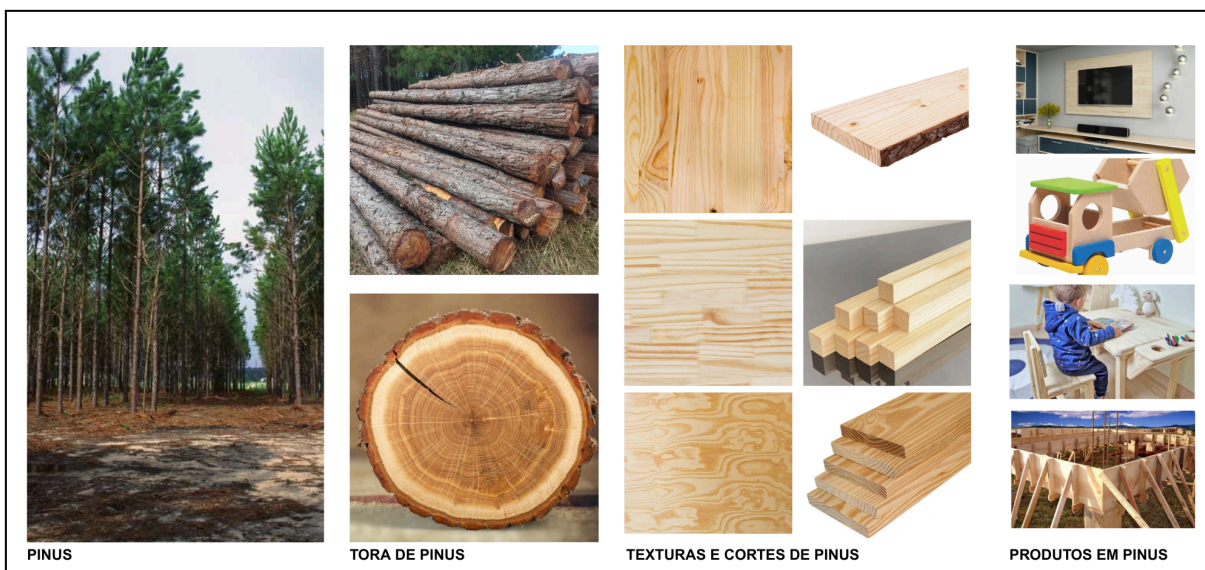 PINUS
TORA DE PINUS
TEXTURAS E CORTES DE PINUS
PRODUTOS EM PINUS